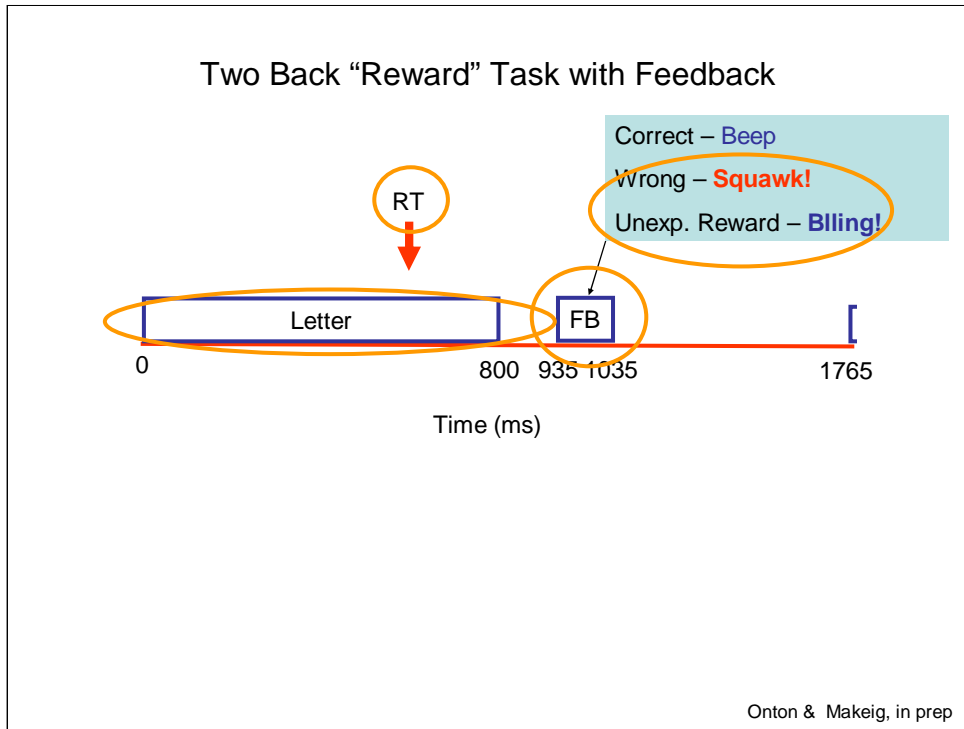 Two Back “Reward” Task with Feedback
Correct – Beep
Wrong – Squawk!
Unexp. Reward – Blling!
RT
Letter
FB
0
800
935
1035
1765
Time (ms)
Onton & Makeig, in prep